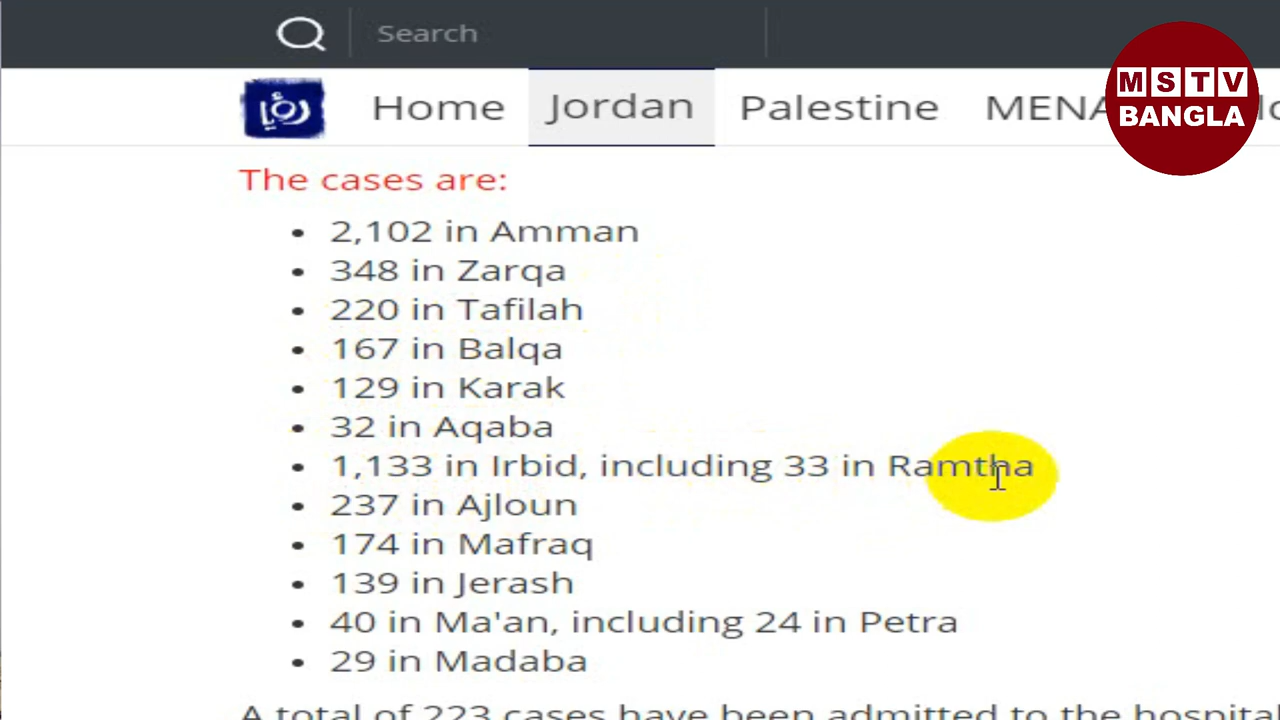 Search
رؤيا
Home Jordan Palestine MENA
MSTV
BANGLA
The cases are:
• 2,102 in Amman
• 348 in Zarqa
• 220 in Tafilah
• 167 in Balqa
• 129 in Karak
• 32 in Aqaba
• 1,133 in Irbid, including 33 in Ramtha
• 237 in Ajloun
• 174 in Mafraq
• 139 in Jerash
• 40 in Ma'an, including 24 in Petra
• 29 in Madaba
A total of 223 cases have been admitted to the hospital